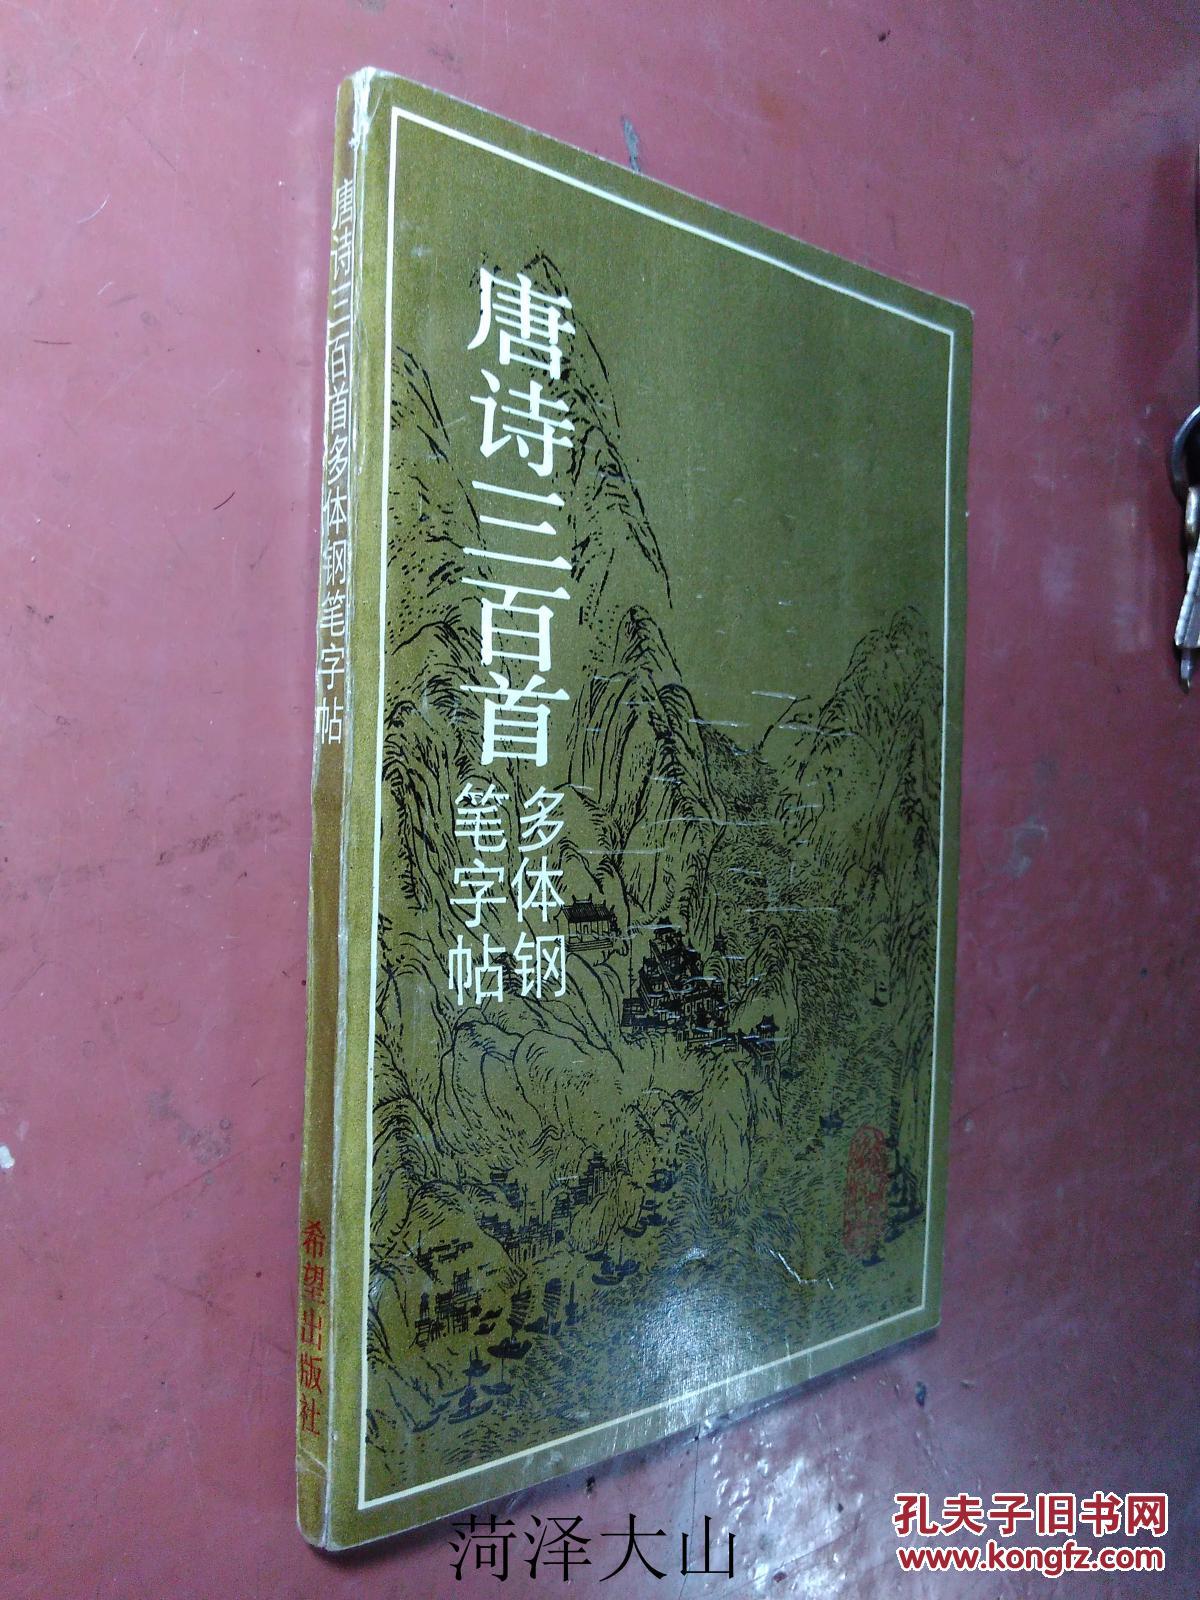 唐诗三百首多体钢笔字帖
希望出版社
唐诗三百首
多体钢
笔字帖
菏泽大山
孔夫子旧书网
www.kongfz.com